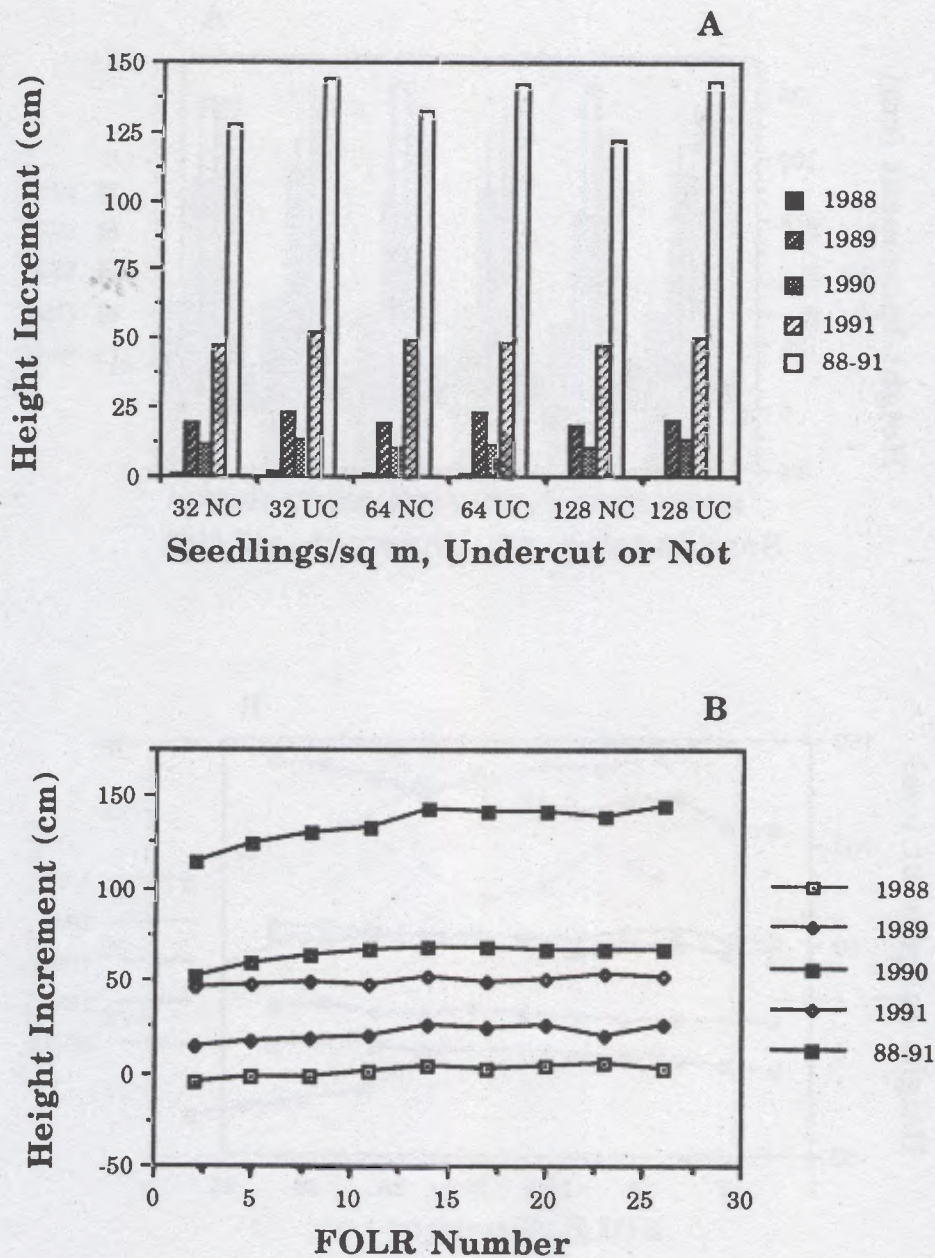 A
Height Increment (cm)
150
125
100
75
50
25
0
32 NC 32 UC 64 NC 64 UC 128 NC 128 UC
Seedlings/sq m, Undercut or Not
1988
1989
1990
1991
88-91
B
Height Increment (cm)
150
100
50
0
-50
0 5 10 15 20 25 30
FOLR Number
1988
1989
1990
1991
88-91